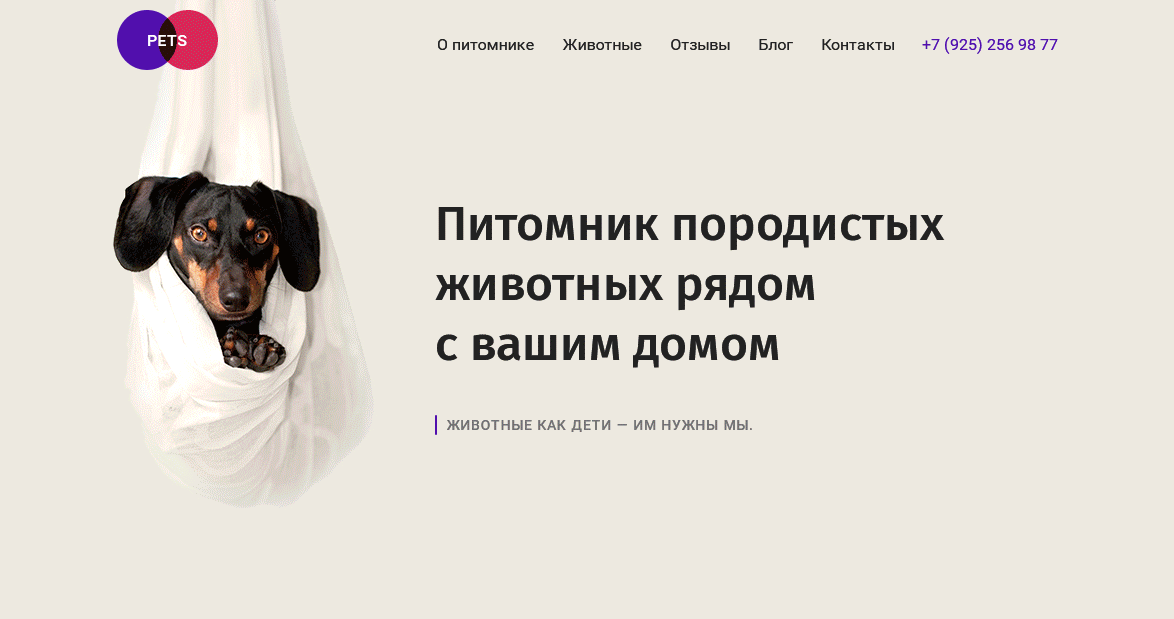 PETS
О питомнике Животные Отзывы Блог Контакты +7 (925) 256 98 77
Питомник породистых
животных рядом
с вашим домом
ЖИВОТНЫЕ КАК ДЕТИ — ИМ НУЖНЫ МЫ.